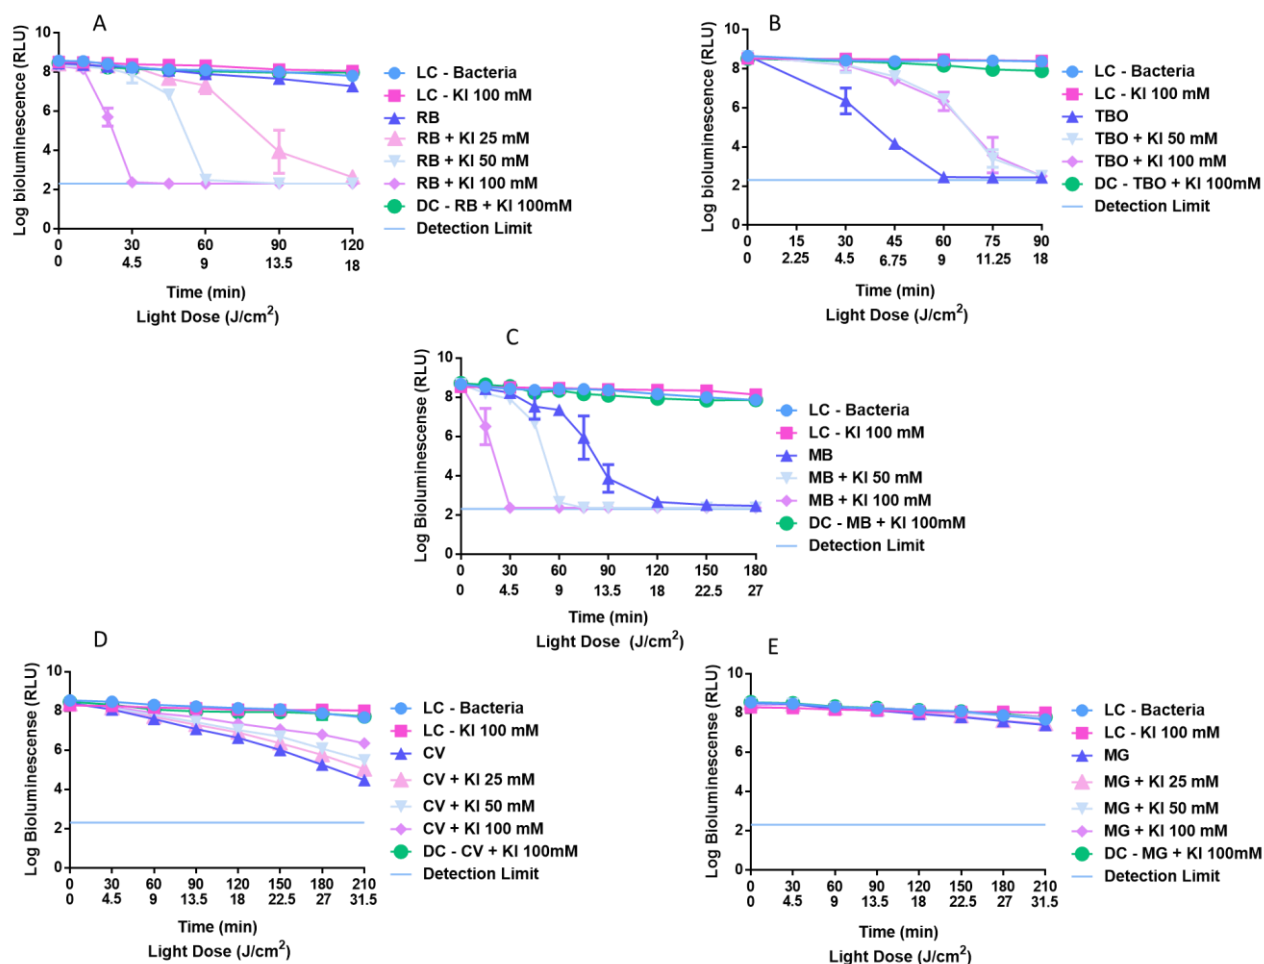 A
Log bioluminescence (RLU)
10
8
6
4
2
0
0 30 60 90 120
0 4.5 9 13.5 18
Time (min)
Light Dose (J/cm²)
LC - Bacteria
LC - KI 100 mM
RB
RB + KI 25 mM
RB + KI 50 mM
RB + KI 100 mM
DC - RB + KI 100mM
Detection Limit
B
Log bioluminescence (RLU)
10
8
6
4
2
0
0 15 30 45 60 75 90
0 2.25 4.5 6.75 9 11.25 18
Time (min)
Light Dose (J/cm²)
LC - Bacteria
LC - KI 100 mM
TBO
TBO + KI 50 mM
TBO + KI 100 mM
DC - TBO + KI 100mM
Detection Limit
C
Log Bioluminescense (RLU)
10
8
6
4
2
0
0 30 60 90 120 150 180
0 4.5 9 13.5 18 22.5 27
Time (min)
Light Dose (J/cm²)
LC - Bacteria
LC - KI 100 mM
MB
MB + KI 50 mM
MB + KI 100 mM
DC - MB + KI 100mM
Detection Limit
D
Log Bioluminescense (RLU)
10
8
6
4
2
0
0 30 60 90 120 150 180 210
0 4.5 9 13.5 18 22.5 27 31.5
Time (min)
Light Dose (J/cm²)
LC - Bacteria
LC - KI 100 mM
CV
CV + KI 25 mM
CV + KI 50 mM
CV + KI 100 mM
DC - CV + KI 100mM
Detection Limit
E
Log Bioluminescense (RLU)
10
8
6
4
2
0
0 30 60 90 120 150 180 210
0 4.5 9 13.5 18 22.5 27 31.5
Time (min)
Light Dose (J/cm²)
LC - Bacteria
LC - KI 100 mM
MG
MG + KI 25 mM
MG + KI 50 mM
MG + KI 100 mM
DC - MG + KI 100mM
Detection Limit